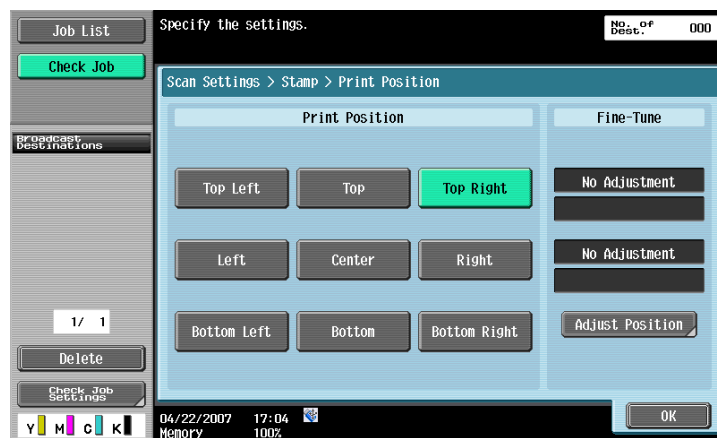 Job List
Specify the settings.
No. of
Dest.
000
Check Job
Scan Settings > Stamp > Print Position
Print Position
Fine-Tune
Broadcast
Destinations
Top Left
Top
Top Right
No Adjustment
Left
Center
Right
No Adjustment
1/ 1
Bottom Left
Bottom
Bottom Right
Adjust Position
Delete
Check Job
Settings
Y M C K
04/22/2007 17:04
Memory 100%
OK